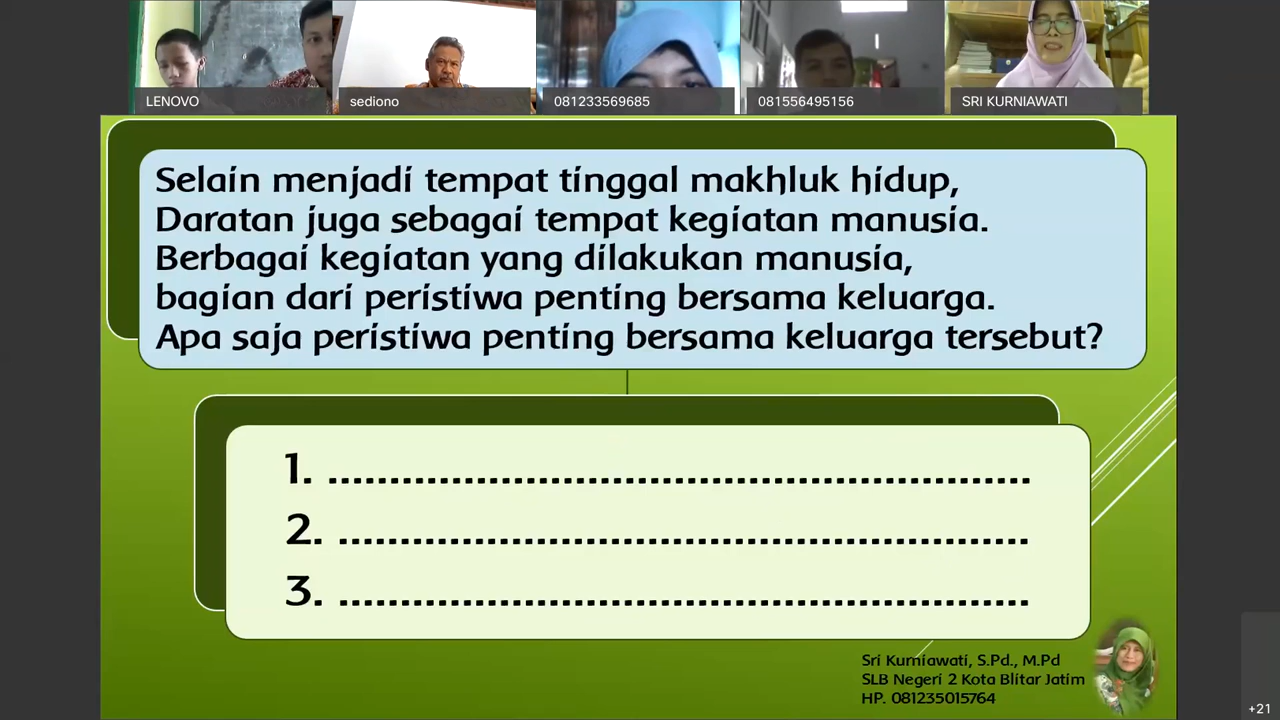 LENOVO
sediono
081233569685
081556495156
SRI KURNIAWATI
Selain menjadi tempat tinggal makhluk hidup,
Daratan juga sebagai tempat kegiatan manusia.
Berbagai kegiatan yang dilakukan manusia,
bagian dari peristiwa penting bersama keluarga.
Apa saja peristiwa penting bersama keluarga tersebut?
1. ..........................................................
2. .........................................................
3. .........................................................
Sri Kurniawati, S.Pd., M.Pd
SLB Negeri 2 Kota Blitar Jatim
HP. 081235015764
+21